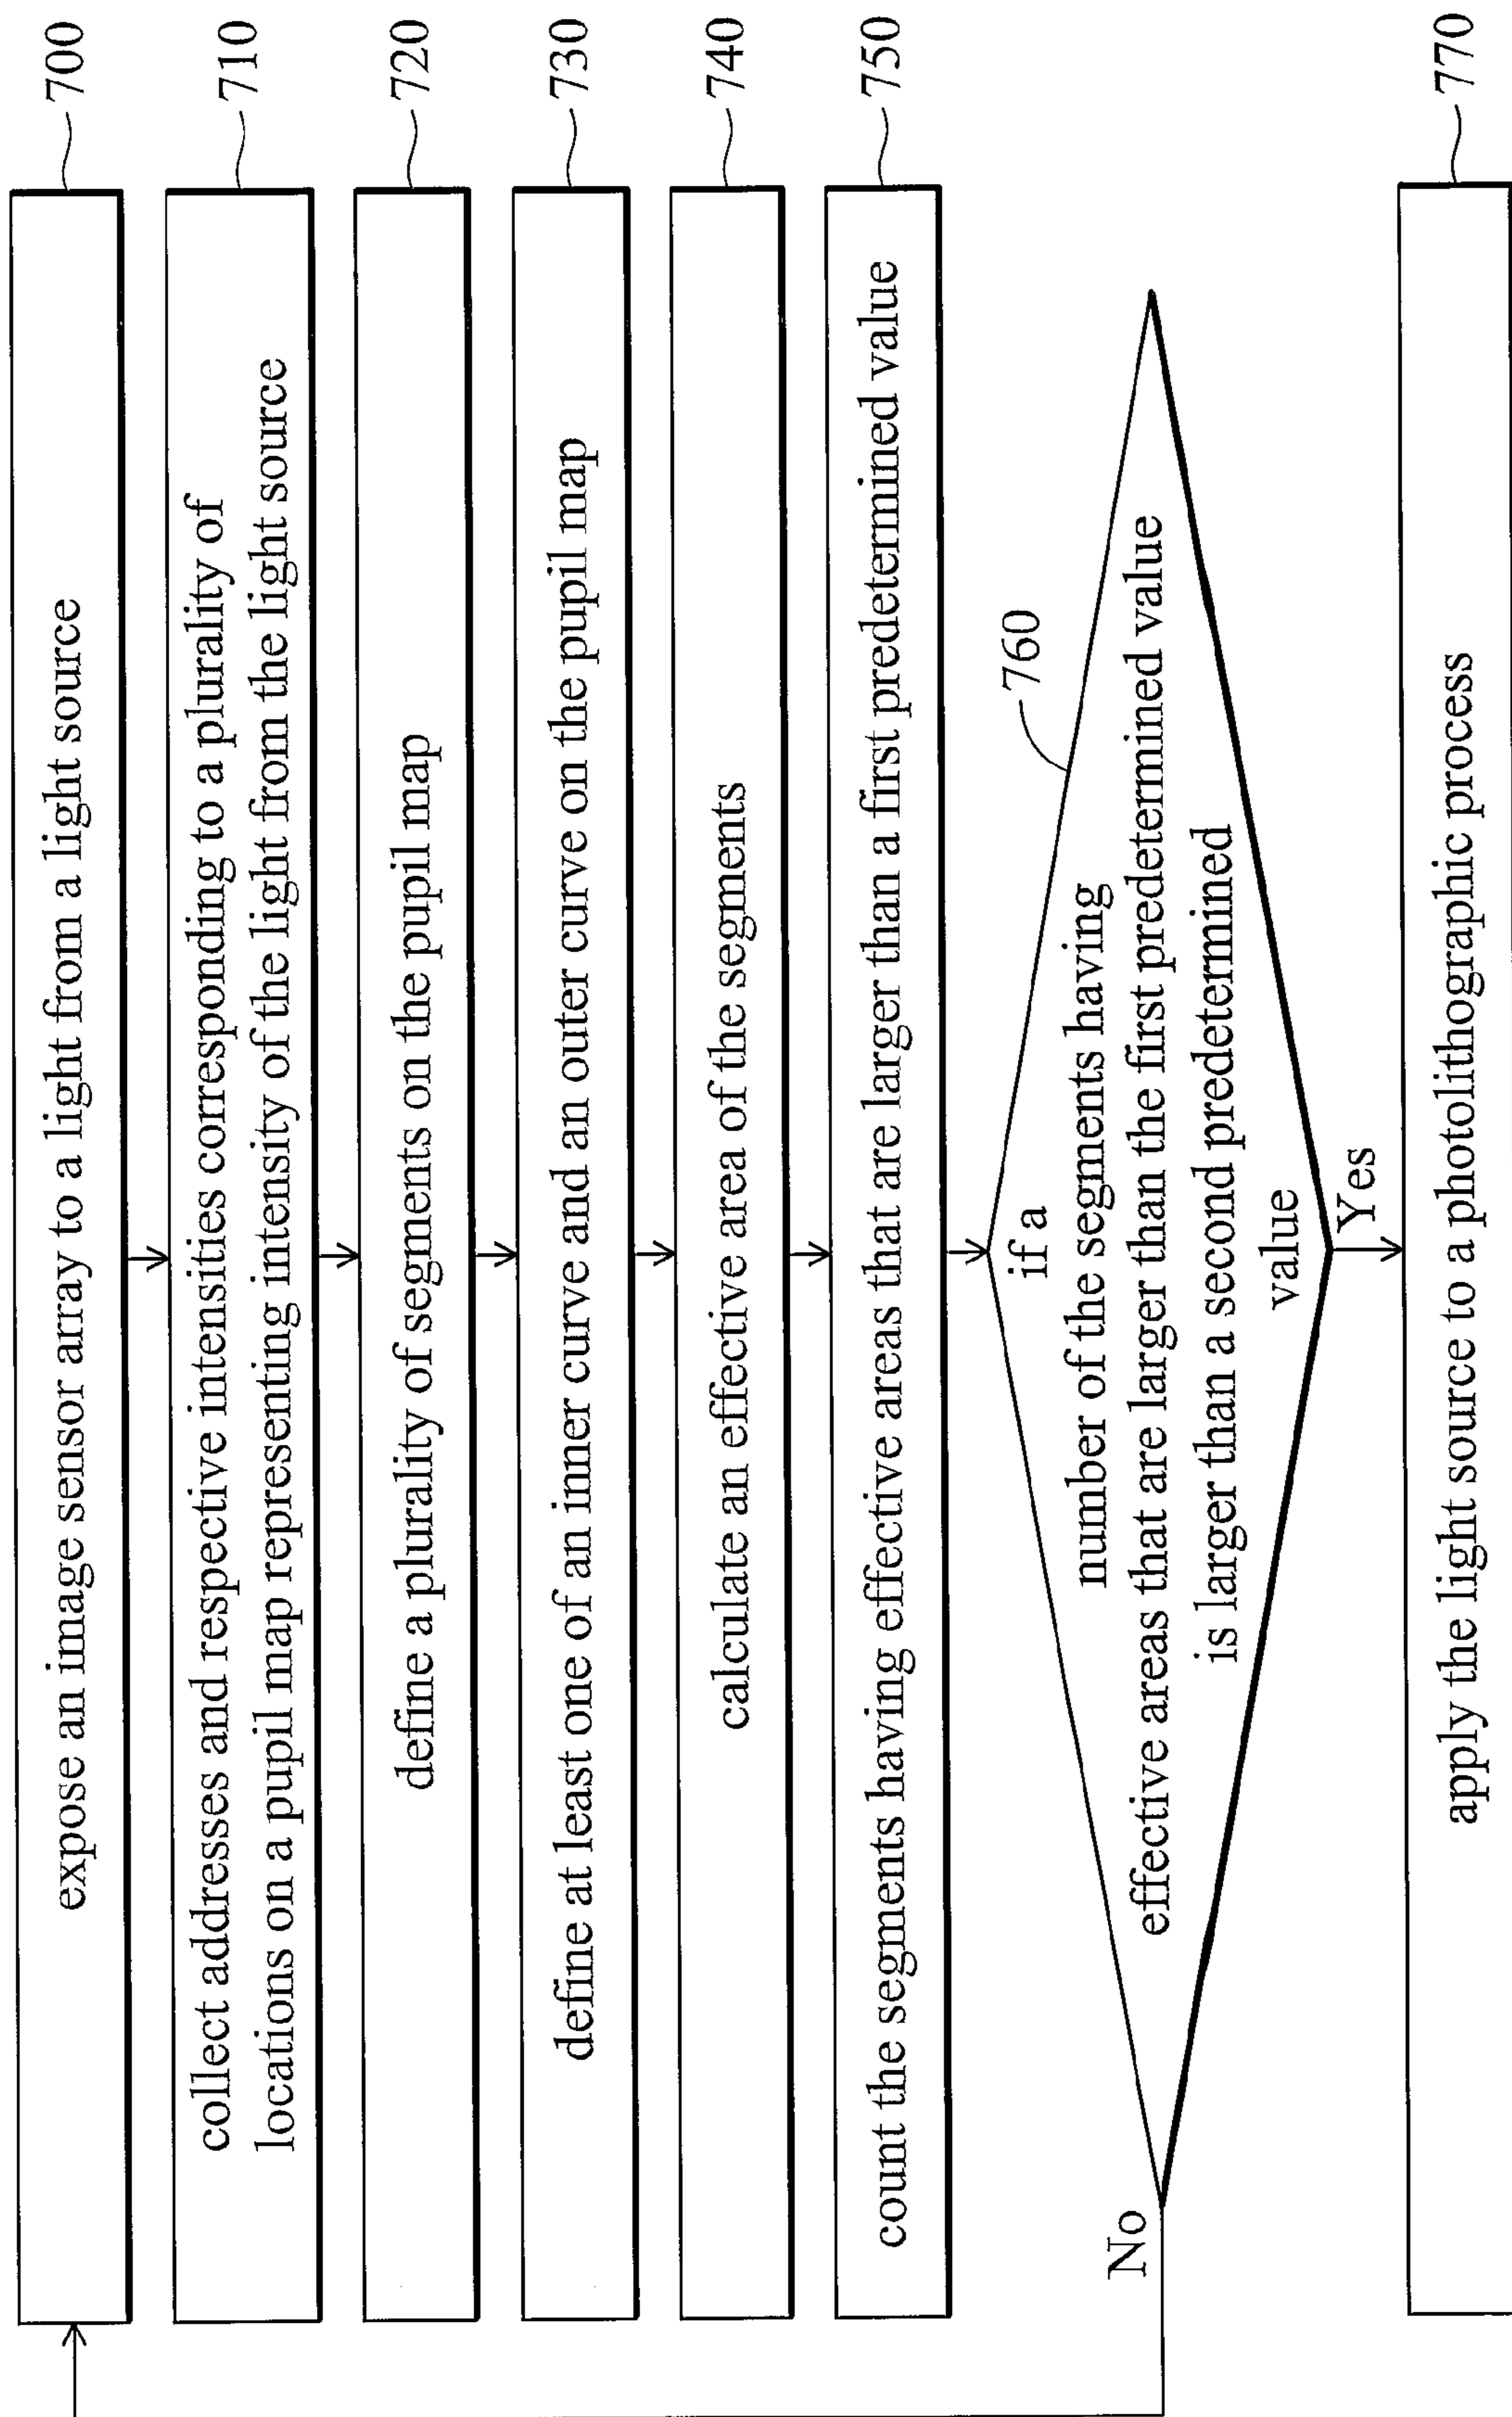 expose an image sensor array to a light from a light source
700
collect addresses and respective intensities corresponding to a plurality of
locations on a pupil map representing intensity of the light from the light source
710
define a plurality of segments on the pupil map
720
define at least one of an inner curve and an outer curve on the pupil map
730
calculate an effective area of the segments
740
count the segments having effective areas that are larger than a first predetermined value
750
if a
number of the segments having
effective areas that are larger than the first predetermined value
is larger than a second predetermined
value
760
No
Yes
apply the light source to a photolithographic process
770